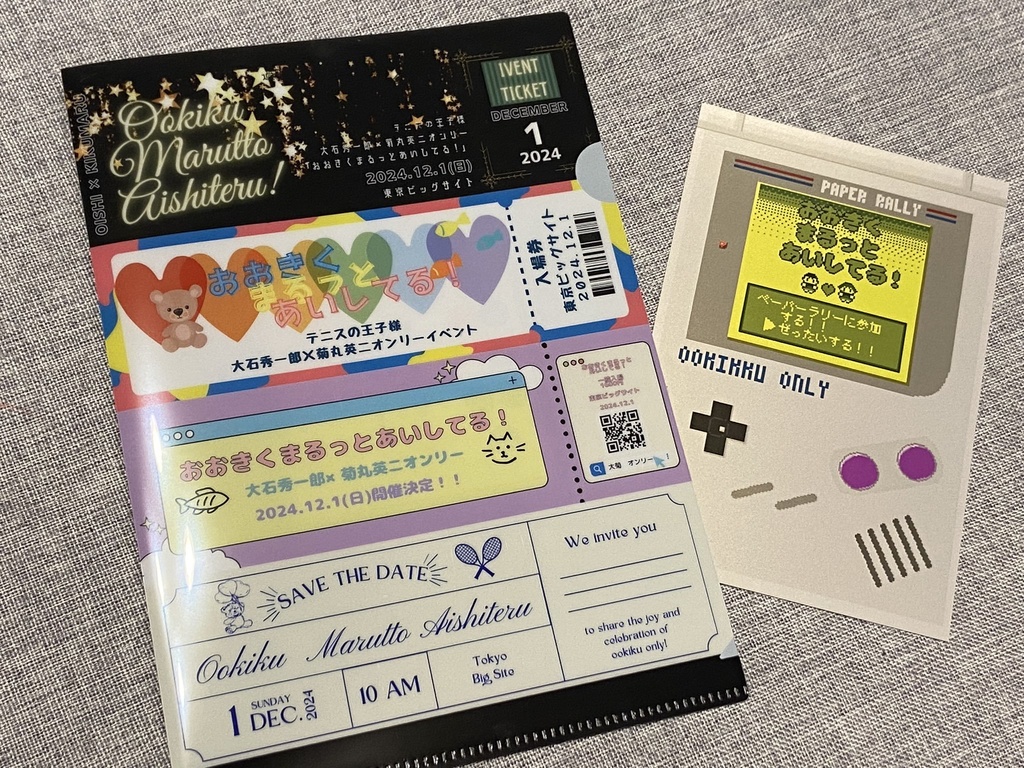 OISHI × KIKUMARU
Ookiku
Marutto
Aishiteru!
テニスの王子様
大石秀一郎×菊丸英二オンリー
「おおきくまるっとあいしてる!」
2024.12.1(日)
東京ビッグサイト
IVENT
TICKET
DECEMBER
1
2024
おおきく
まるっと
あいしてる!
テニスの王子様
大石秀一郎×菊丸英二オンリーイベント
入場券
東京ビッグサイト
2024.12.1
おおきくまるっとあいしてる!
大石秀一郎×菊丸英二オンリー
2024.12.1(日)開催決定!!
東京ビッグサイト
2024.12.1
大菊 オンリー
SAVE THE DATE
Ookiku Marutto Aishiteru
1
SUNDAY
DEC.
2024
10 AM
Tokyo
Big Site
We invite you
to share the joy and
celebration of
ookiku only!
PAPER RALLY
おおきく
まるっと
あいしてる!
ペーパーラリーに参加
する!!
▶ぜったいする!!
OOKIKKU ONLY